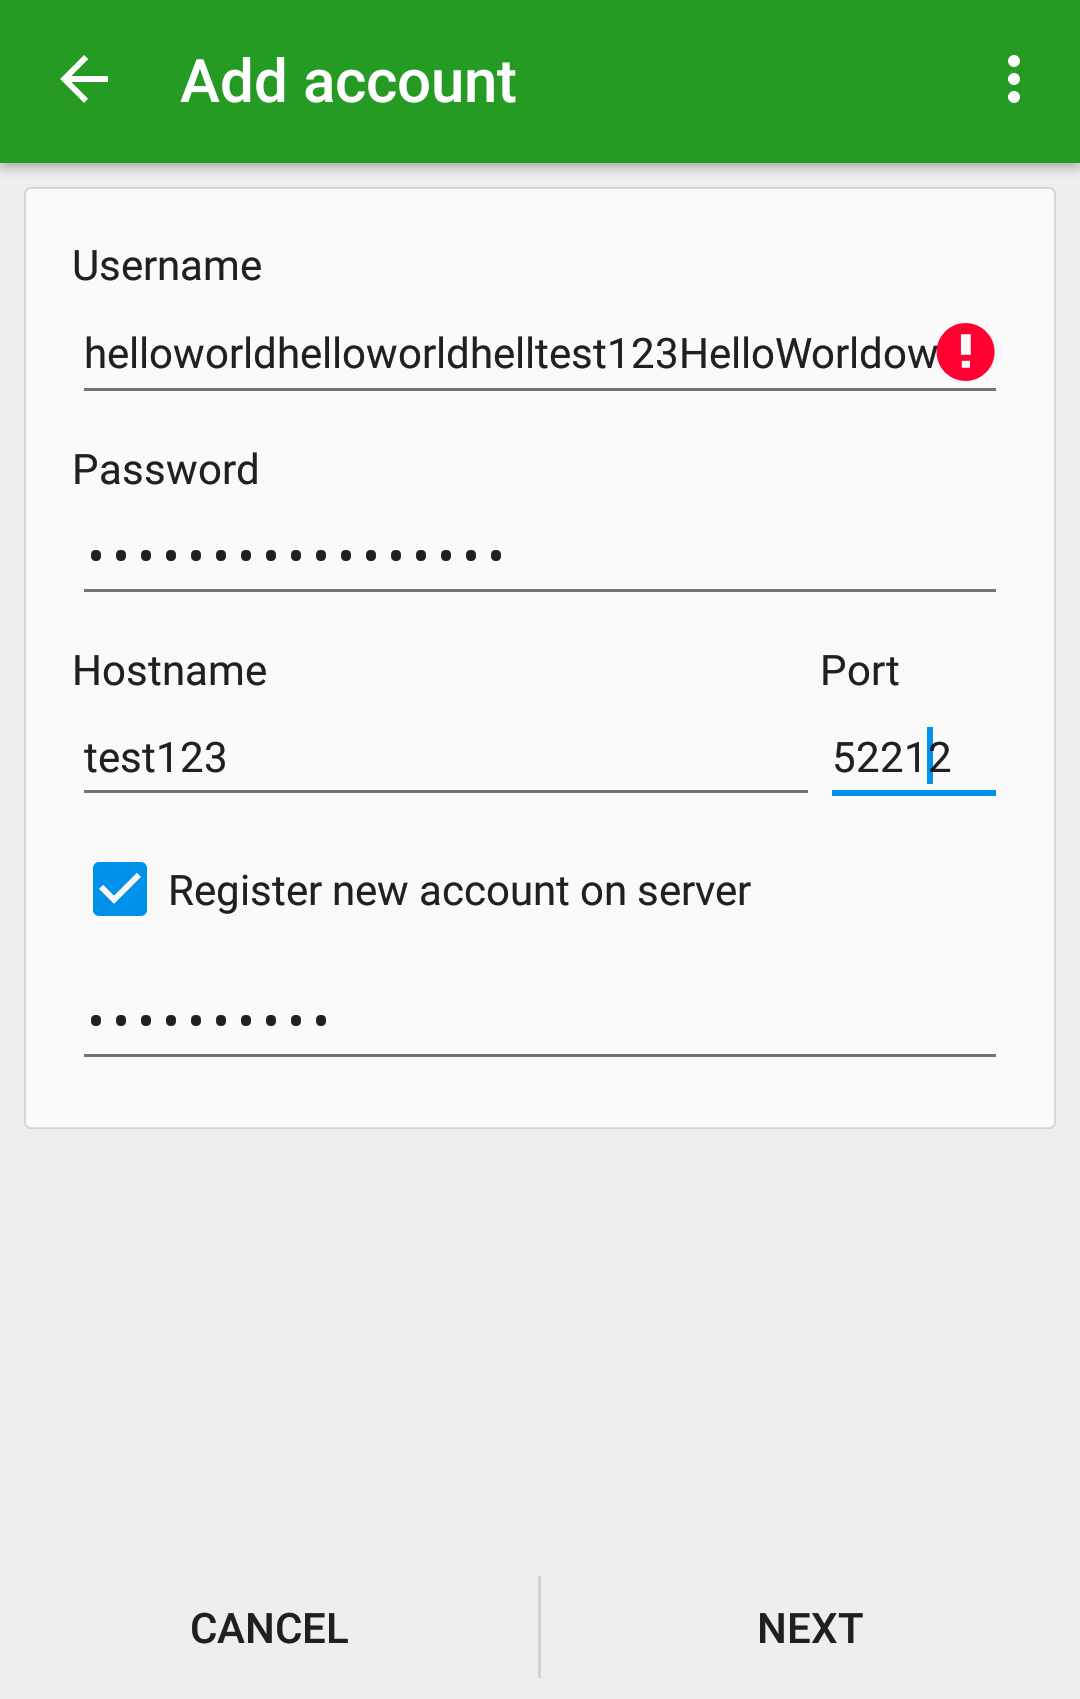 Add account
Username
helloworldhelloworldhelltest123HelloWorldow
Password
•••••••••••••••••
Hostname Port
test123 52212
Register new account on server
••••••••••
CANCEL NEXT